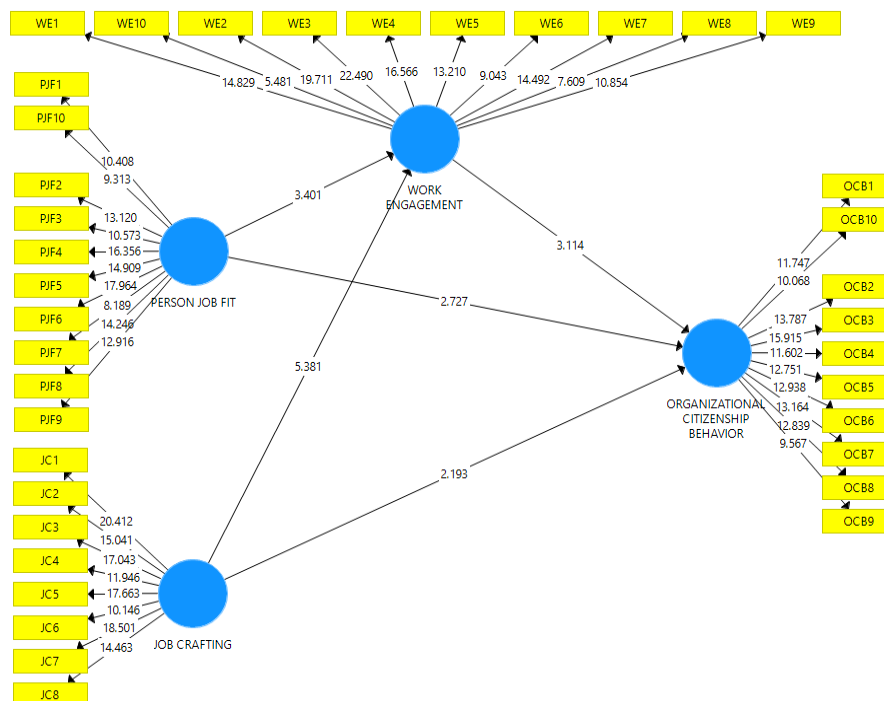 WE1 WE10 WE2 WE3 WE4 WE5 WE6 WE7 WE8 WE9
14.829 5.481 19.711 22.490 16.566 13.210 9.043 14.492 7.609 10.854
PJF1
PJF10
10.408
9.313
PJF2
PJF3
PJF4
PJF5
PJF6
PJF7
PJF8
PJF9
13.120
10.573
16.356
14.909
17.964
8.189
14.246
12.916
PERSON JOB FIT
WORK
ENGAGEMENT
3.401
3.114
2.727
5.381
2.193
OCB1
OCB10
OCB2
OCB3
OCB4
OCB5
OCB6
OCB7
OCB8
OCB9
11.747
10.068
13.787
15.915
11.602
12.751
12.938
13.164
12.839
9.567
ORGANIZATIONAL
CITIZENSHIP
BEHAVIOR
JC1
JC2
JC3
JC4
JC5
JC6
JC7
JC8
20.412
15.041
17.043
11.946
17.663
10.146
18.501
14.463
JOB CRAFTING